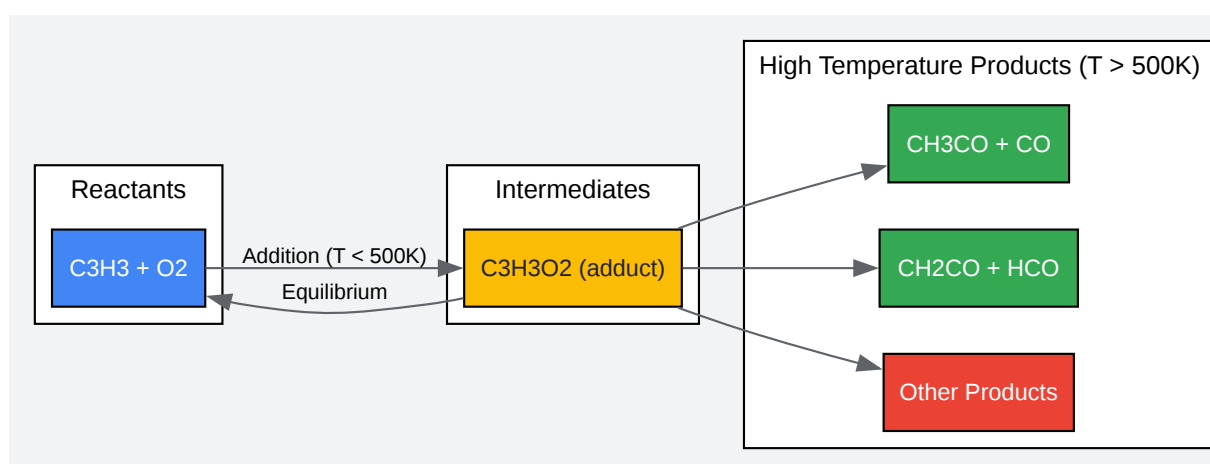 Reactants
C3H3 + O2
Addition (T < 500K)
Equilibrium
Intermediates
C3H3O2 (adduct)
High Temperature Products (T > 500K)
CH3CO + CO
CH2CO + HCO
Other Products